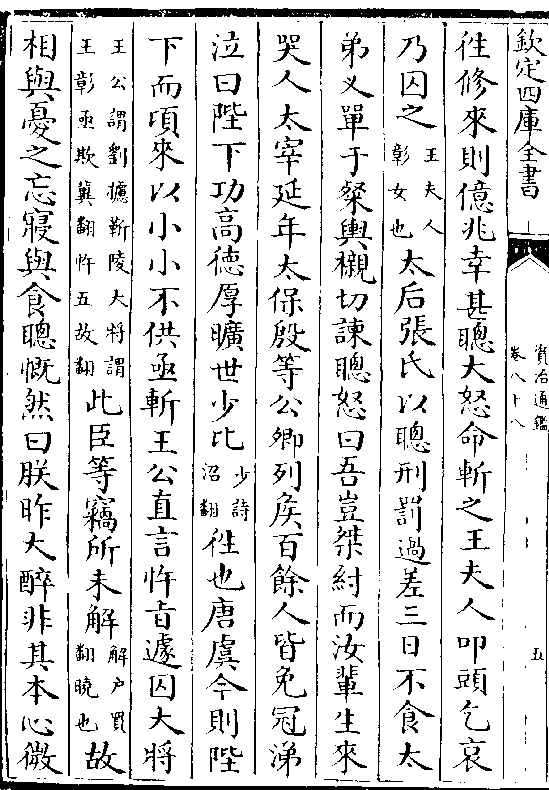 欽定四庫全書
資治通鑑
卷八十八
五
徃修來則億兆幸甚聰大怒命斬之王夫人叩頭乞哀
乃囚之王夫人彰女也太后張氏以聰刑罰過差三日不食太
弟乂單于粲輿櫬切諫聰怒曰吾豈桀紂而汝輩生來
哭人太宰延年太保殷等公卿列侯百餘人皆免冠涕
泣曰陛下功高德厚曠世少比少詩沼翻徃也唐虞今則陛
下而頃來以小小不供亟斬王公直言忤旨遽囚大將
王公謂劉攄靳陵大將謂王彰亟欺冀翻忤五故翻此臣等竊所未解解户買翻曉也故
相與憂之忘寢與食聰慨然曰朕昨大醉非其本心微